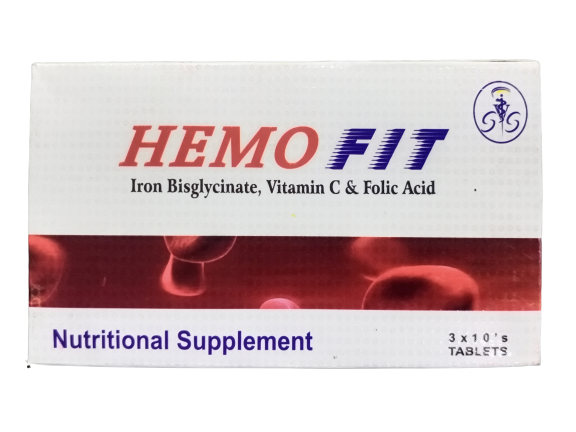 HEMO FIT
Iron Bisglycinate, Vitamin C & Folic Acid
Nutritional Supplement
3 x 10's
TABLETS